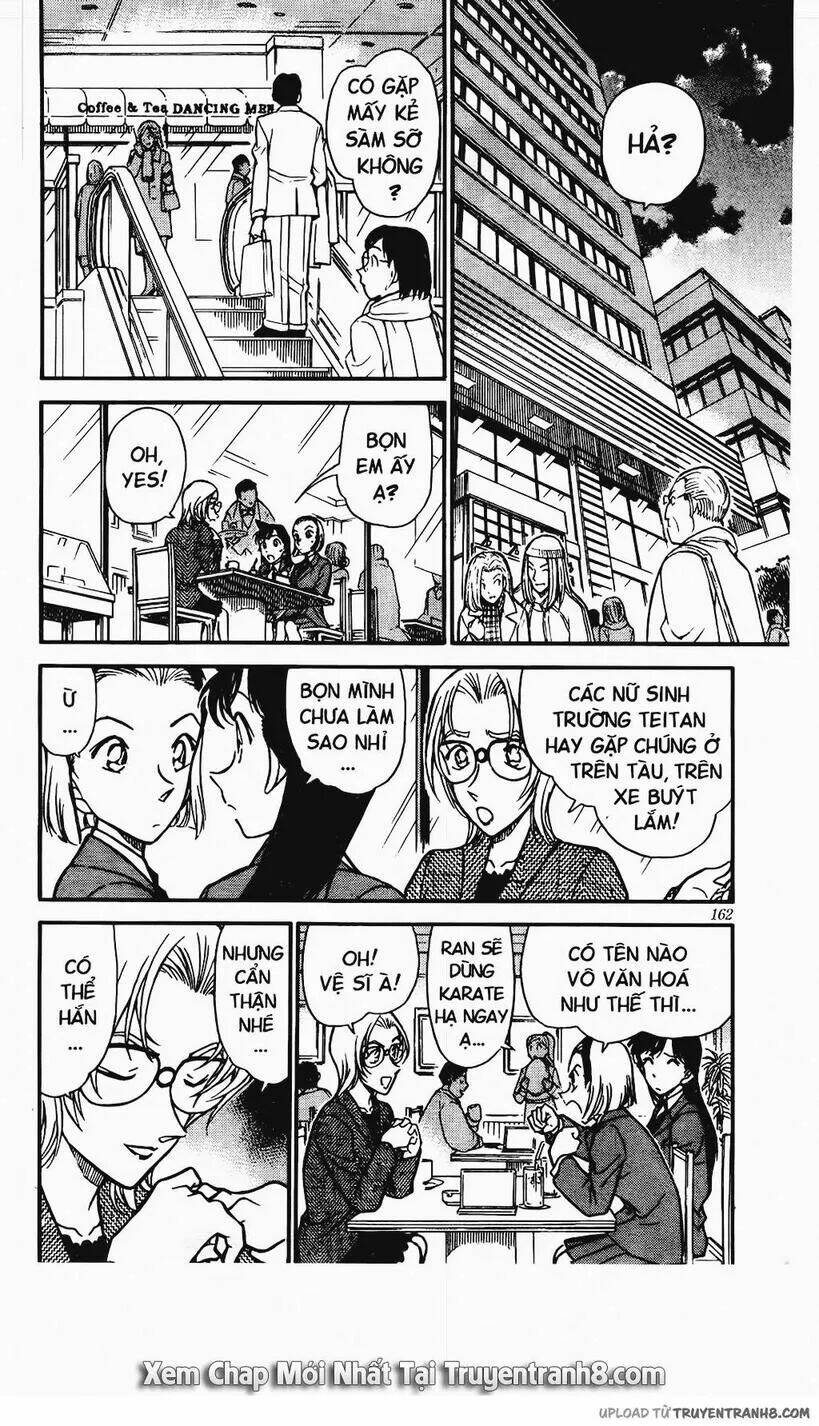 HẢ?
CÓ GẶP
MẤY KẺ
SÀM SỠ
KHÔNG
?
Coffee & Tea DANCING MEN
BỌN
EM ẤY
Ạ?
OH,
YES!
CÁC NỮ SINH
TRƯỜNG TEITAN
HAY GẶP CHÚNG Ở
TRÊN TÀU, TRÊN
XE BUÝT
LẮM!
BỌN MÌNH
CHƯA LÀM
SAO NHỈ
...
Ừ
...
162
CÓ TÊN NÀO
VÔ VĂN HOÁ
NHƯ THẾ THÌ...
RAN SẼ
DÙNG
KARATE
HẠ NGAY
Ạ...
OH!
VỆ SĨ À!
NHƯNG
CẨN
THẬN
NHÉ
...
CÓ
THỂ
HẮN
...
Xem Chap Mới Nhất Tại Truyentranh8.com
UPLOAD TỪ TRUYENTRANH8.COM